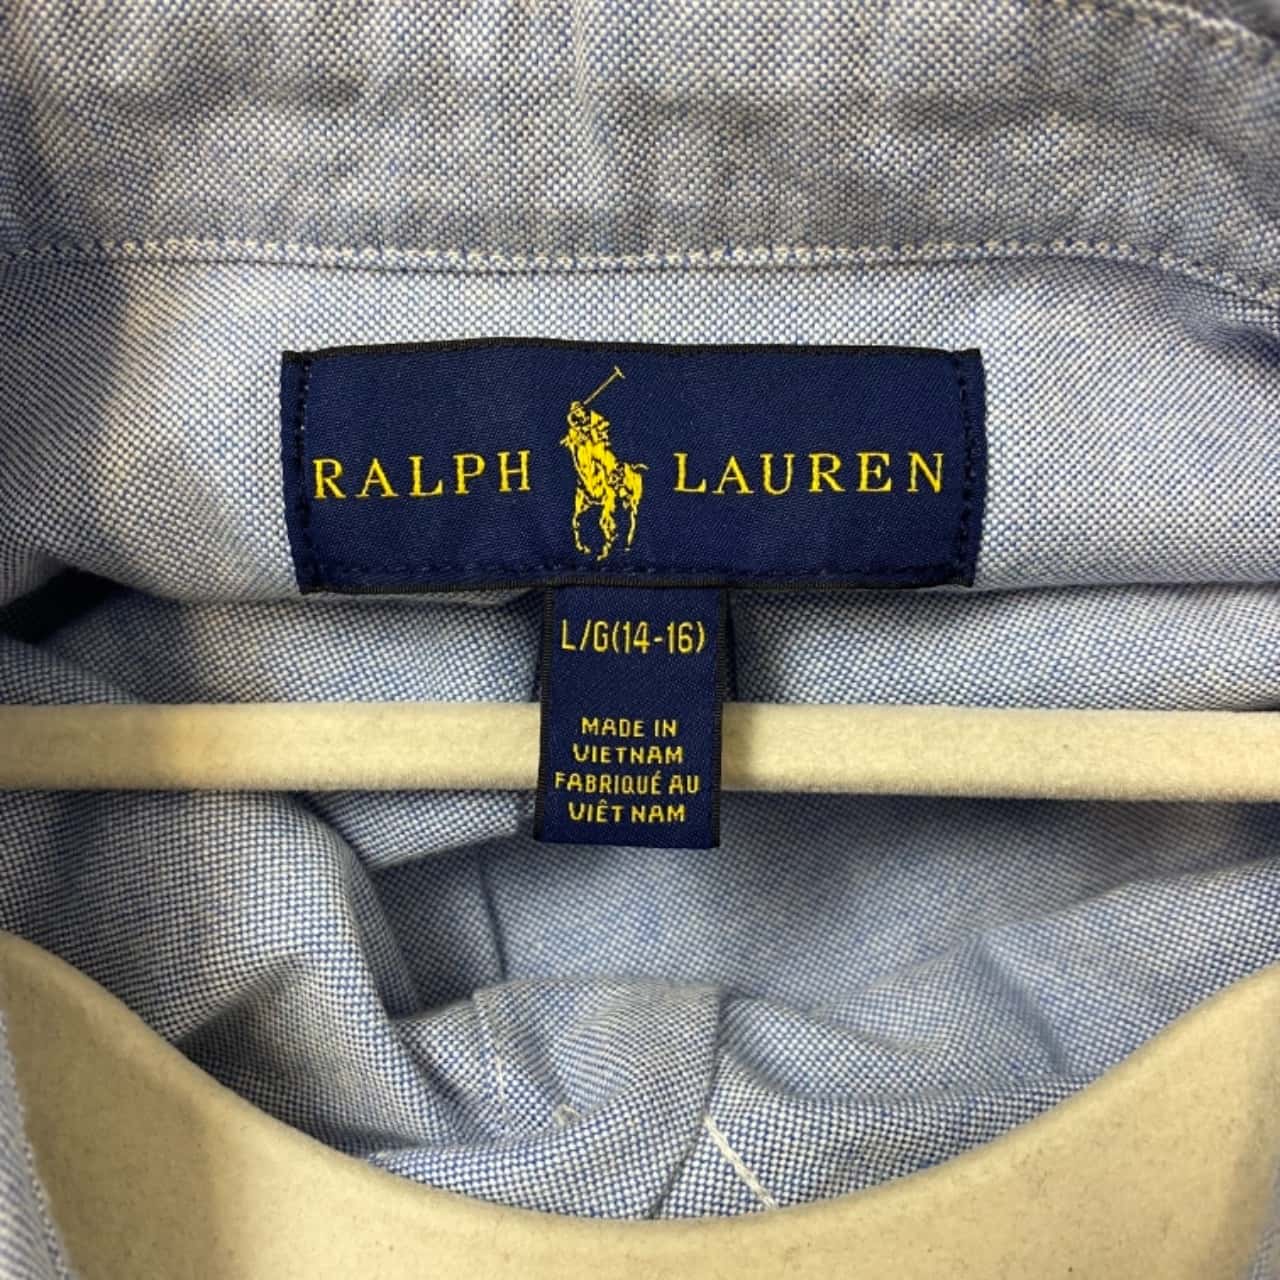 RALPH LAUREN
L/G(14-16)
MADE IN
VIETNAM
FABRIQUÉ AU
VIÊT NAM